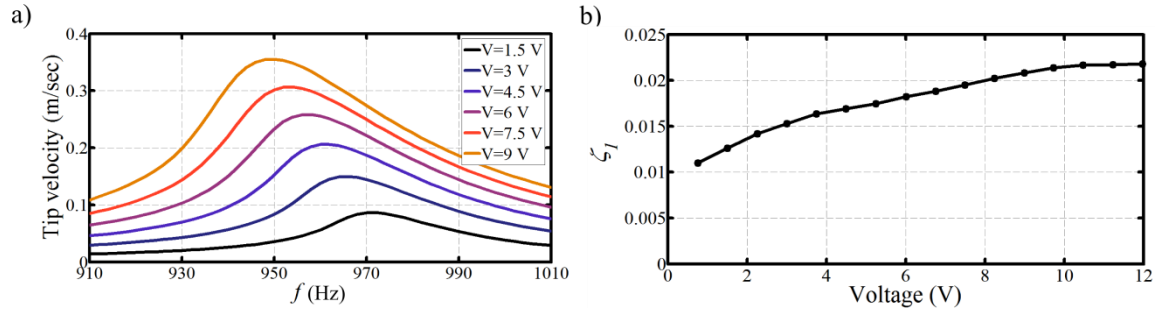 a)
Tip velocity (m/sec)
0.4
0.3
0.2
0.1
0
910
930
950
970
990
1010
f (Hz)
V=1.5 V
V=3 V
V=4.5 V
V=6 V
V=7.5 V
V=9 V
b)
ζ1
0.025
0.02
0.015
0.01
0.005
0
0
2
4
6
8
10
12
Voltage (V)